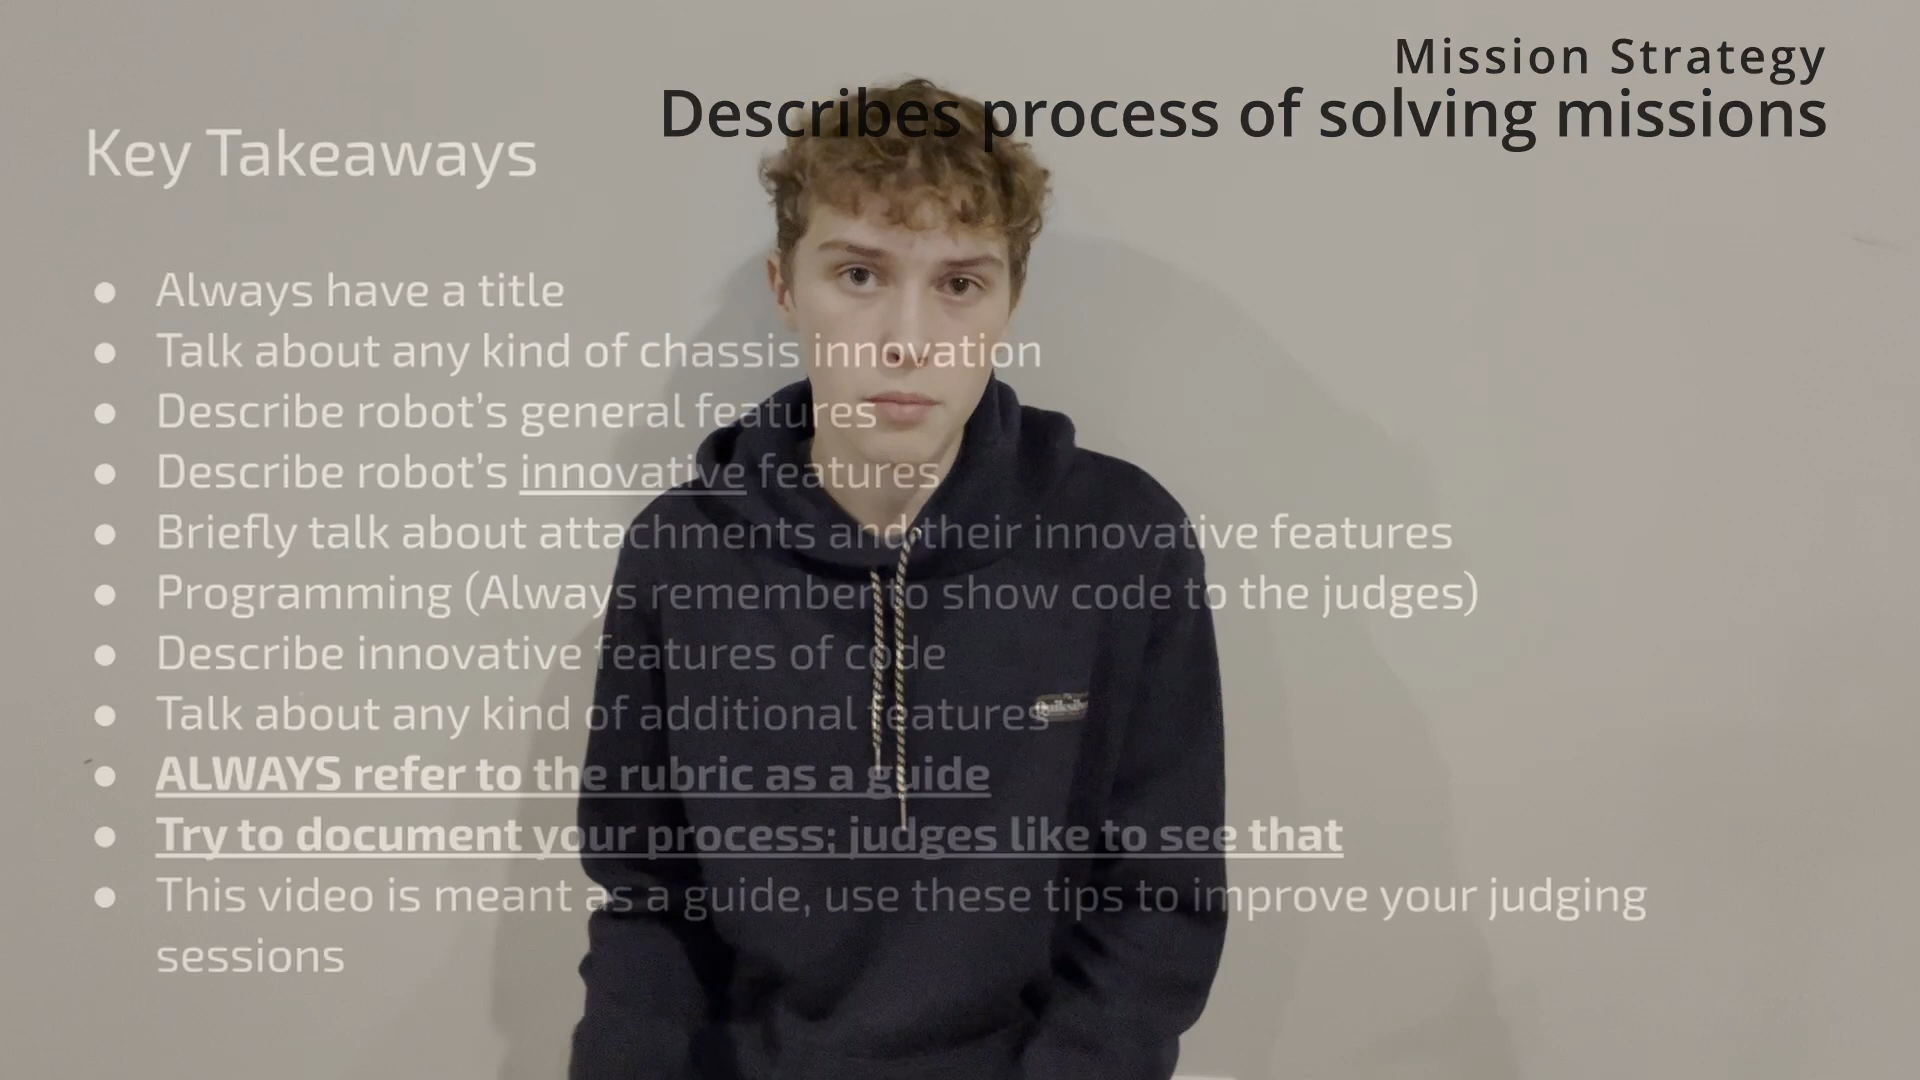 Mission Strategy
Describes process of solving missions
Key Takeaways
● Always have a title
● Talk about any kind of chassis innovation
● Describe robot’s general features
● Describe robot’s innovative features
● Briefly talk about attachments and their innovative features
● Programming (Always remember to show code to the judges)
● Describe innovative features of code
● Talk about any kind of additional features
● ALWAYS refer to the rubric as a guide
● Try to document your process; judges like to see that
● This video is meant as a guide, use these tips to improve your judging
sessions